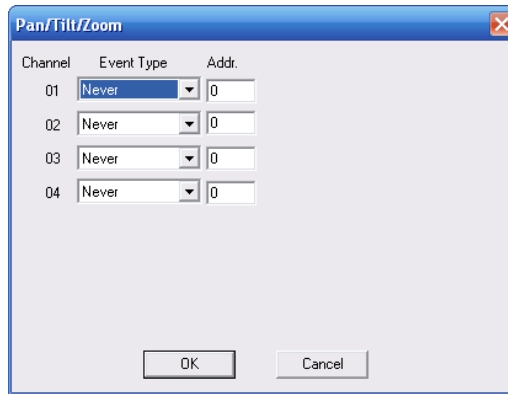 Pan/Tilt/Zoom
Channel Event Type Addr.
01 Never 0
02 Never 0
03 Never 0
04 Never 0
OK Cancel